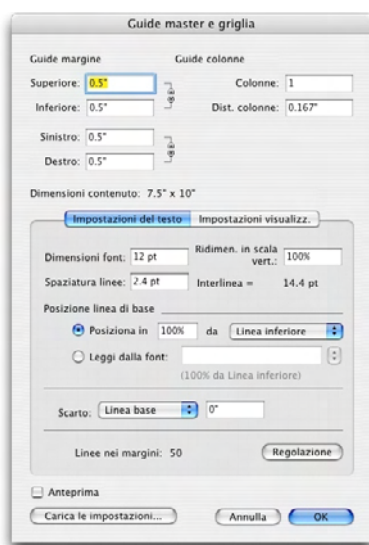 Guide master e griglia
Guide margine Guide colonne
Superiore: 0.5" Colonne: 1
Inferiore: 0.5" Dist. colonne: 0.167"
Sinistro: 0.5"
Destro: 0.5"
Dimensioni contenuto: 7.5" x 10"
Impostazioni del testo Impostazioni visualizz.
Dimensioni font: 12 pt Ridimen. in scala vert.: 100%
Spaziatura linee: 2.4 pt Interlinea = 14.4 pt
Posizione linea di base
Posiziona in 100% da Linea inferiore
Leggi dalla font:
(100% da Linea inferiore)
Scarto: Linea base 0"
Linee nei margini: 50 Regolazione
Anteprima
Carica le impostazioni... Annulla OK